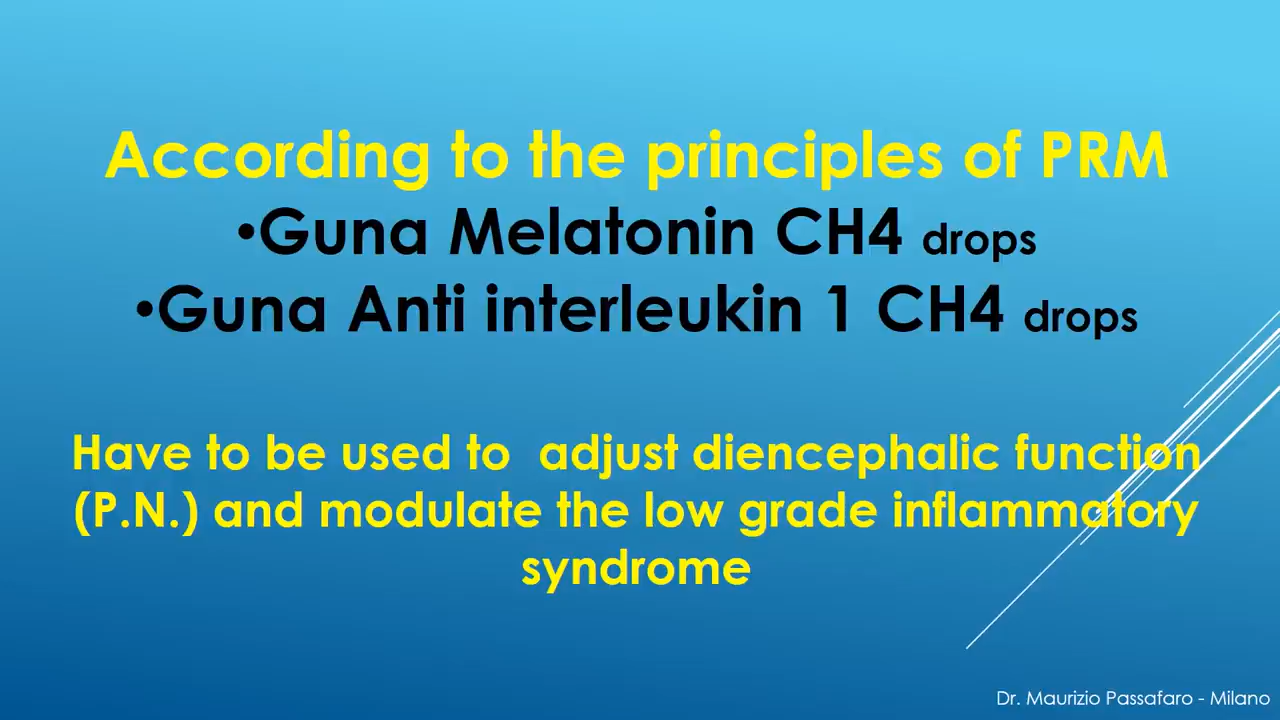 According to the principles of PRM
•Guna Melatonin CH4 drops
•Guna Anti interleukin 1 CH4 drops
Have to be used to  adjust diencephalic function
(P.N.) and modulate the low grade inflammatory
syndrome
Dr. Maurizio Passafaro - Milano